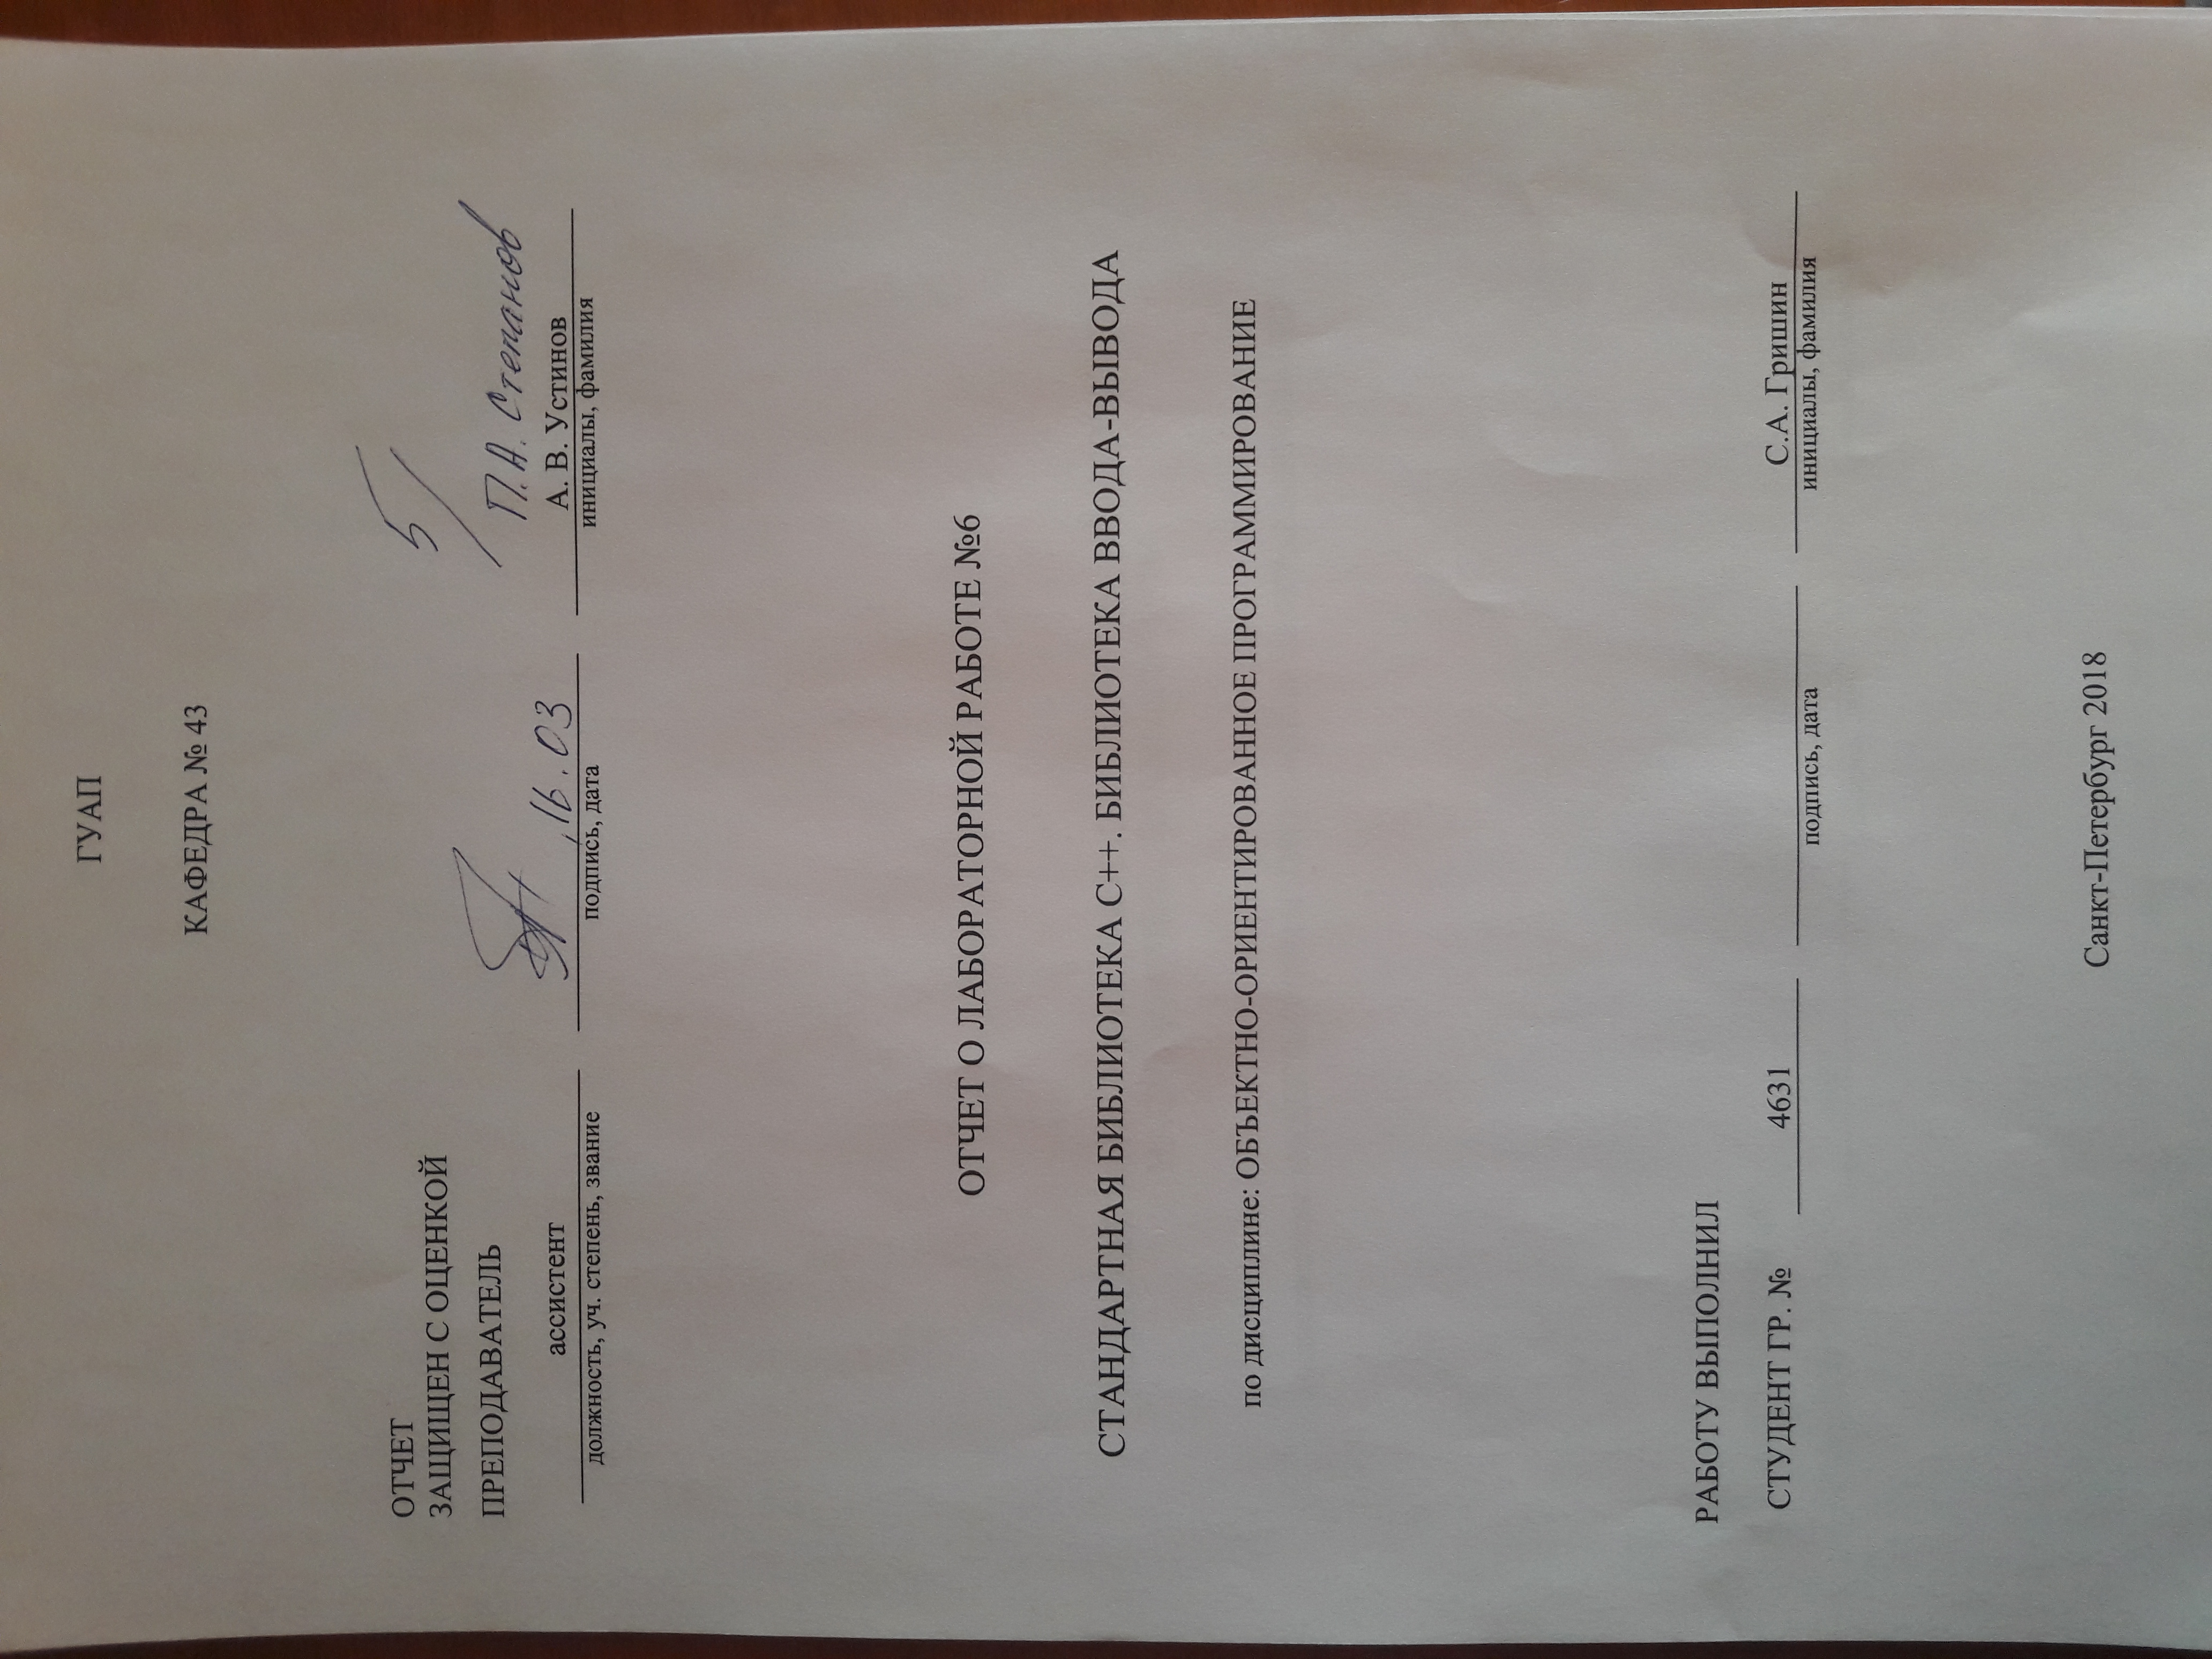 ГУАП
КАФЕДРА № 43
ОТЧЕТ
ЗАЩИЩЕН С ОЦЕНКОЙ
5/
ПРЕПОДАВАТЕЛЬ
П.А. Степанов
ассистент
,16.03
А. В. Устинов
должность, уч. степень, звание
подпись, дата
инициалы, фамилия
ОТЧЕТ О ЛАБОРАТОРНОЙ РАБОТЕ №6
СТАНДАРТНАЯ БИБЛИОТЕКА С++. БИБЛИОТЕКА ВВОДА-ВЫВОДА
по дисциплине: ОБЪЕКТНО-ОРИЕНТИРОВАННОЕ ПРОГРАММИРОВАНИЕ
РАБОТУ ВЫПОЛНИЛ
СТУДЕНТ ГР. № 4631 С.А. Гришин
подпись, дата
инициалы, фамилия
Санкт-Петербург 2018